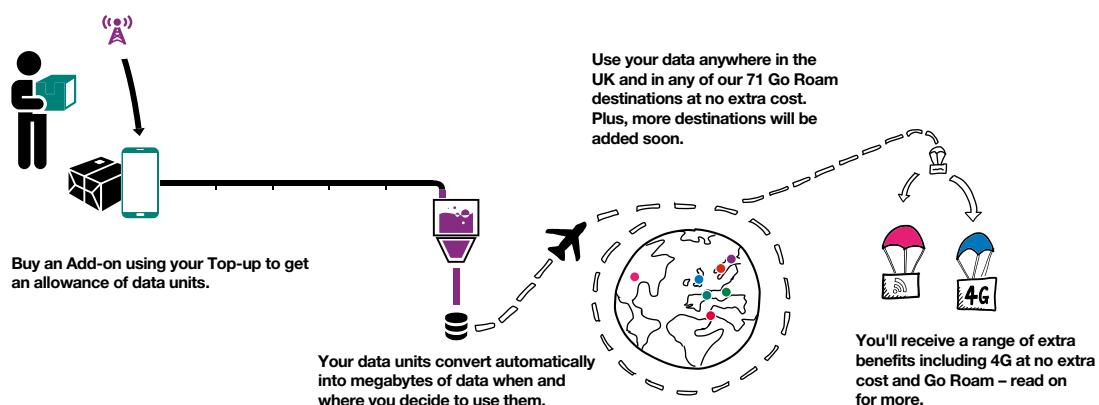 Use your data anywhere in the
UK and in any of our 71 Go Roam
destinations at no extra cost.
Plus, more destinations will be
added soon.
Buy an Add-on using your Top-up to get
an allowance of data units.
Your data units convert automatically
into megabytes of data when and
where you decide to use them.
4G
You'll receive a range of extra
benefits including 4G at no extra
cost and Go Roam – read on
for more.